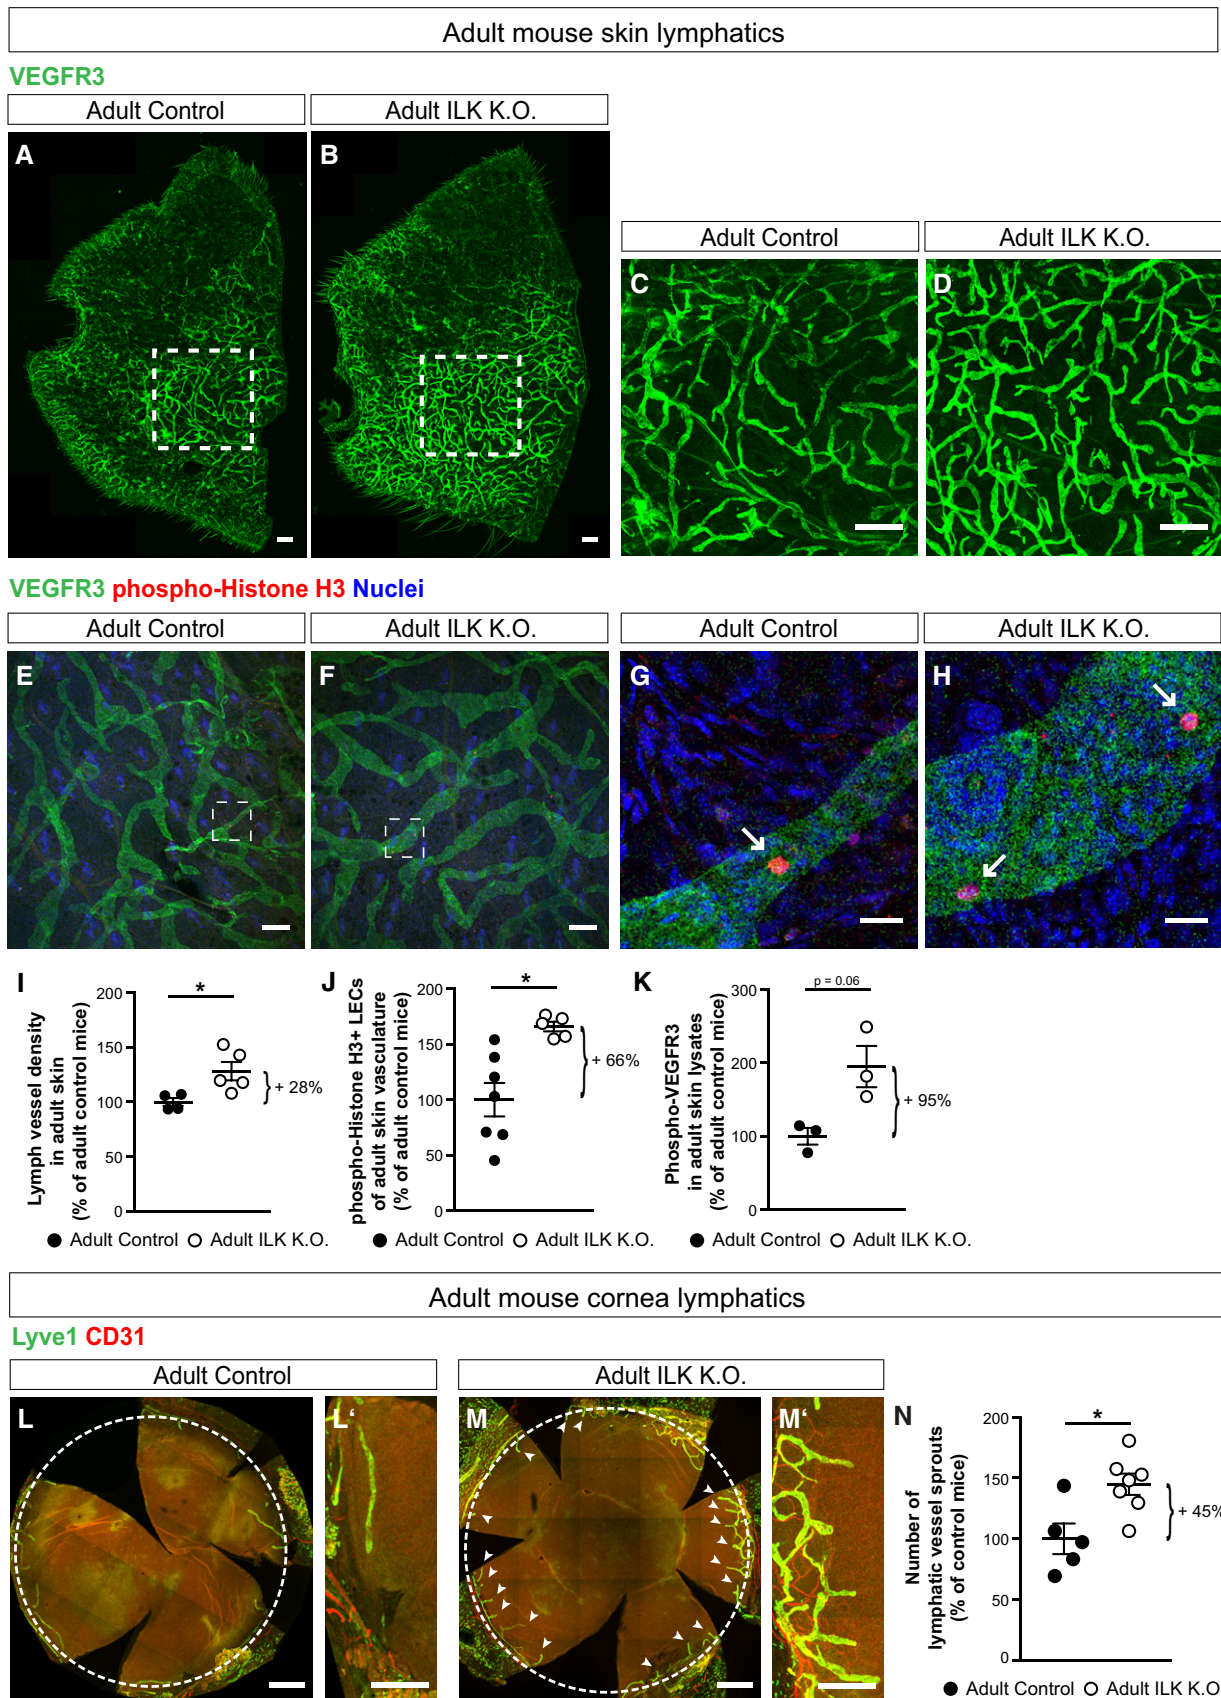 Adult mouse skin lymphatics
VEGFR3
Adult Control
Adult ILK K.O.
A
B
Adult Control
Adult ILK K.O.
C
D
VEGFR3 phospho-Histone H3 Nuclei
Adult Control
Adult ILK K.O.
Adult Control
Adult ILK K.O.
E
F
G
H
I
Lymph vessel density
in adult skin
(% of adult control mice)
200
150
100
50
0
*
+ 28%
Adult Control
Adult ILK K.O.
J
phospho-Histone H3+ LECs
of adult skin vasculature
(% of adult control mice)
200
150
100
50
0
*
+ 66%
Adult Control
Adult ILK K.O.
K
Phospho-VEGFR3
in adult skin lysates
(% of adult control mice)
300
200
100
0
p = 0.06
+ 95%
Adult Control
Adult ILK K.O.
Adult mouse cornea lymphatics
Lyve1 CD31
Adult Control
Adult ILK K.O.
L
L‘
M
M‘
N
Number of
lymphatic vessel sprouts
(% of control mice)
200
150
100
50
0
*
+ 45%
Adult Control
Adult ILK K.O